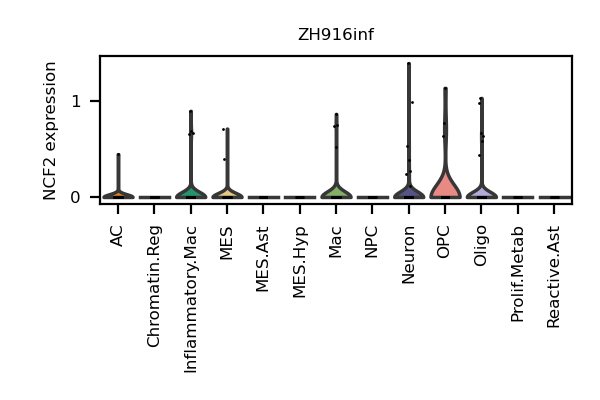 ZH916inf
NCF2 expression
1
0
AC
Chromatin.Reg
Inflammatory.Mac
MES
MES.Ast
MES.Hyp
Mac
NPC
Neuron
OPC
Oligo
Prolif.Metab
Reactive.Ast